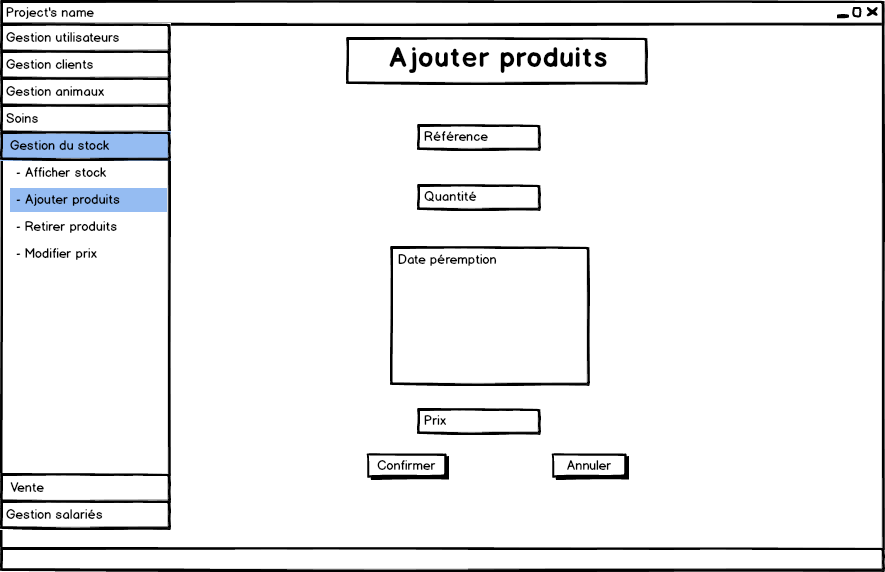 Project's name
Gestion utilisateurs
Gestion clients
Gestion animaux
Soins
Gestion du stock
- Afficher stock
- Ajouter produits
- Retirer produits
- Modifier prix
Vente
Gestion salariés
Ajouter produits
Référence
Quantité
Date péremption
Prix
Confirmer
Annuler